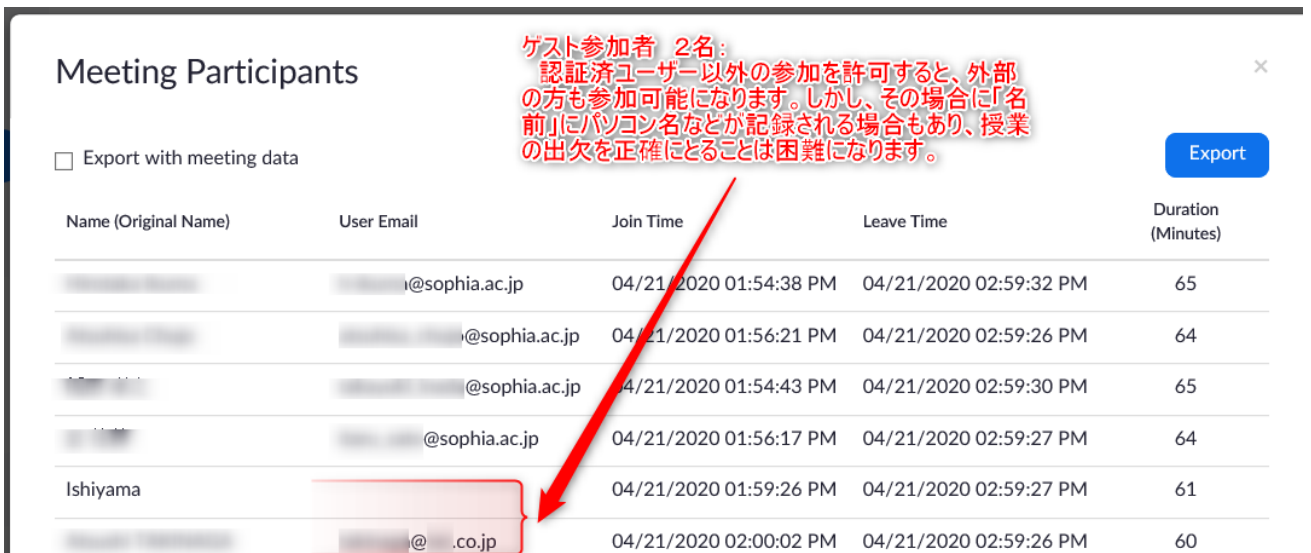 ゲスト参加者 2名:
認証済ユーザー以外の参加を許可すると、外部
の方も参加可能になります。しかし、その場合に「名
前」にパソコン名などが記録される場合もあり、授業
の出欠を正確にとることは困難になります。
Meeting Participants
×
Export with meeting data
Export
Name (Original Name) User Email Join Time Leave Time Duration (Minutes)
@sophia.ac.jp 04/21/2020 01:54:38 PM 04/21/2020 02:59:32 PM 65
@sophia.ac.jp 04/21/2020 01:56:21 PM 04/21/2020 02:59:26 PM 64
@sophia.ac.jp 04/21/2020 01:54:43 PM 04/21/2020 02:59:30 PM 65
@sophia.ac.jp 04/21/2020 01:56:17 PM 04/21/2020 02:59:27 PM 64
Ishiyama 04/21/2020 01:59:26 PM 04/21/2020 02:59:27 PM 61
@ .co.jp 04/21/2020 02:00:02 PM 04/21/2020 02:59:26 PM 60